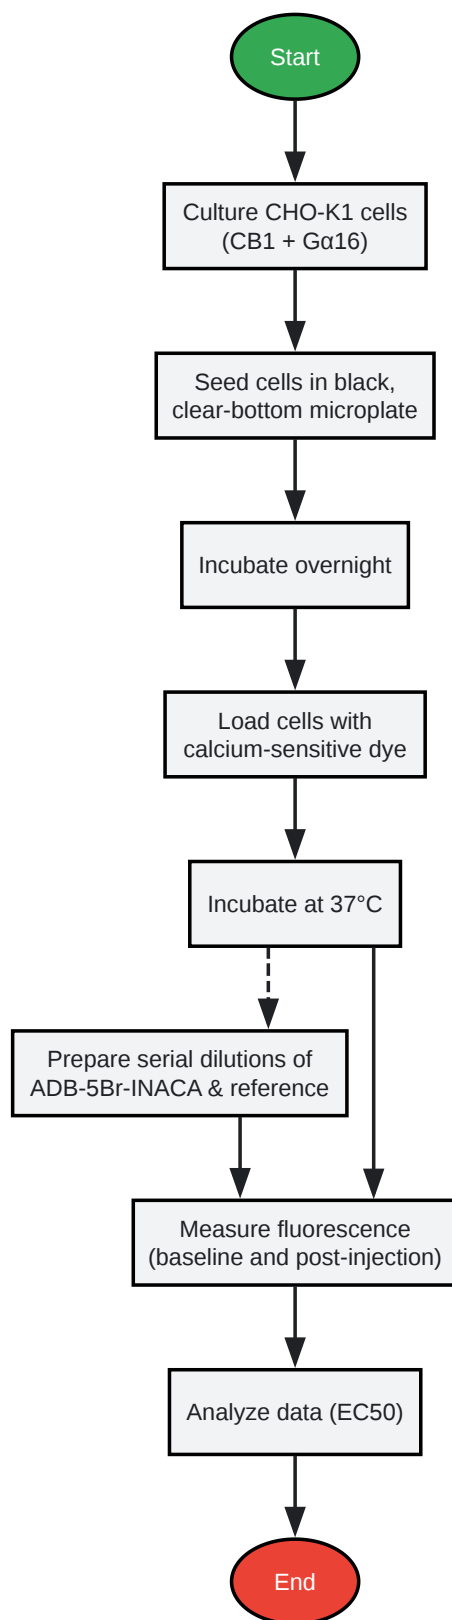 Start
Culture CHO-K1 cells
(CB1 + Gα16)
Seed cells in black,
clear-bottom microplate
Incubate overnight
Load cells with
calcium-sensitive dye
Incubate at 37°C
Prepare serial dilutions of
ADB-5Br-INACA & reference
Measure fluorescence
(baseline and post-injection)
Analyze data (EC50)
End